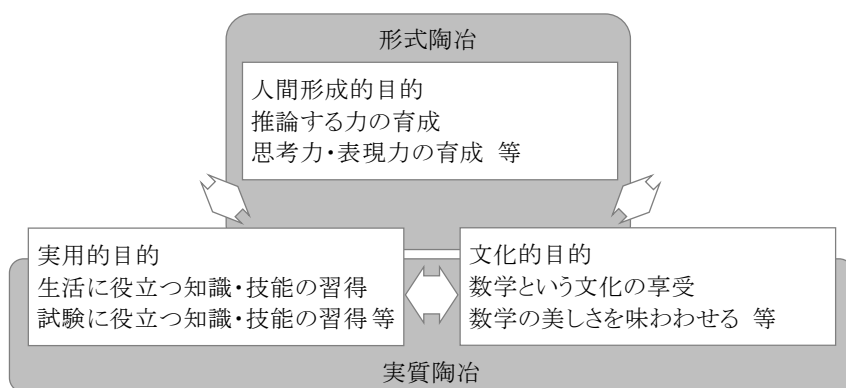 形式陶冶
人間形成的目的
推論する力の育成
思考力・表現力の育成 等
実用的目的
生活に役立つ知識・技能の習得
試験に役立つ知識・技能の習得 等
文化的目的
数学という文化の享受
数学の美しさを味わわせる 等
実質陶冶